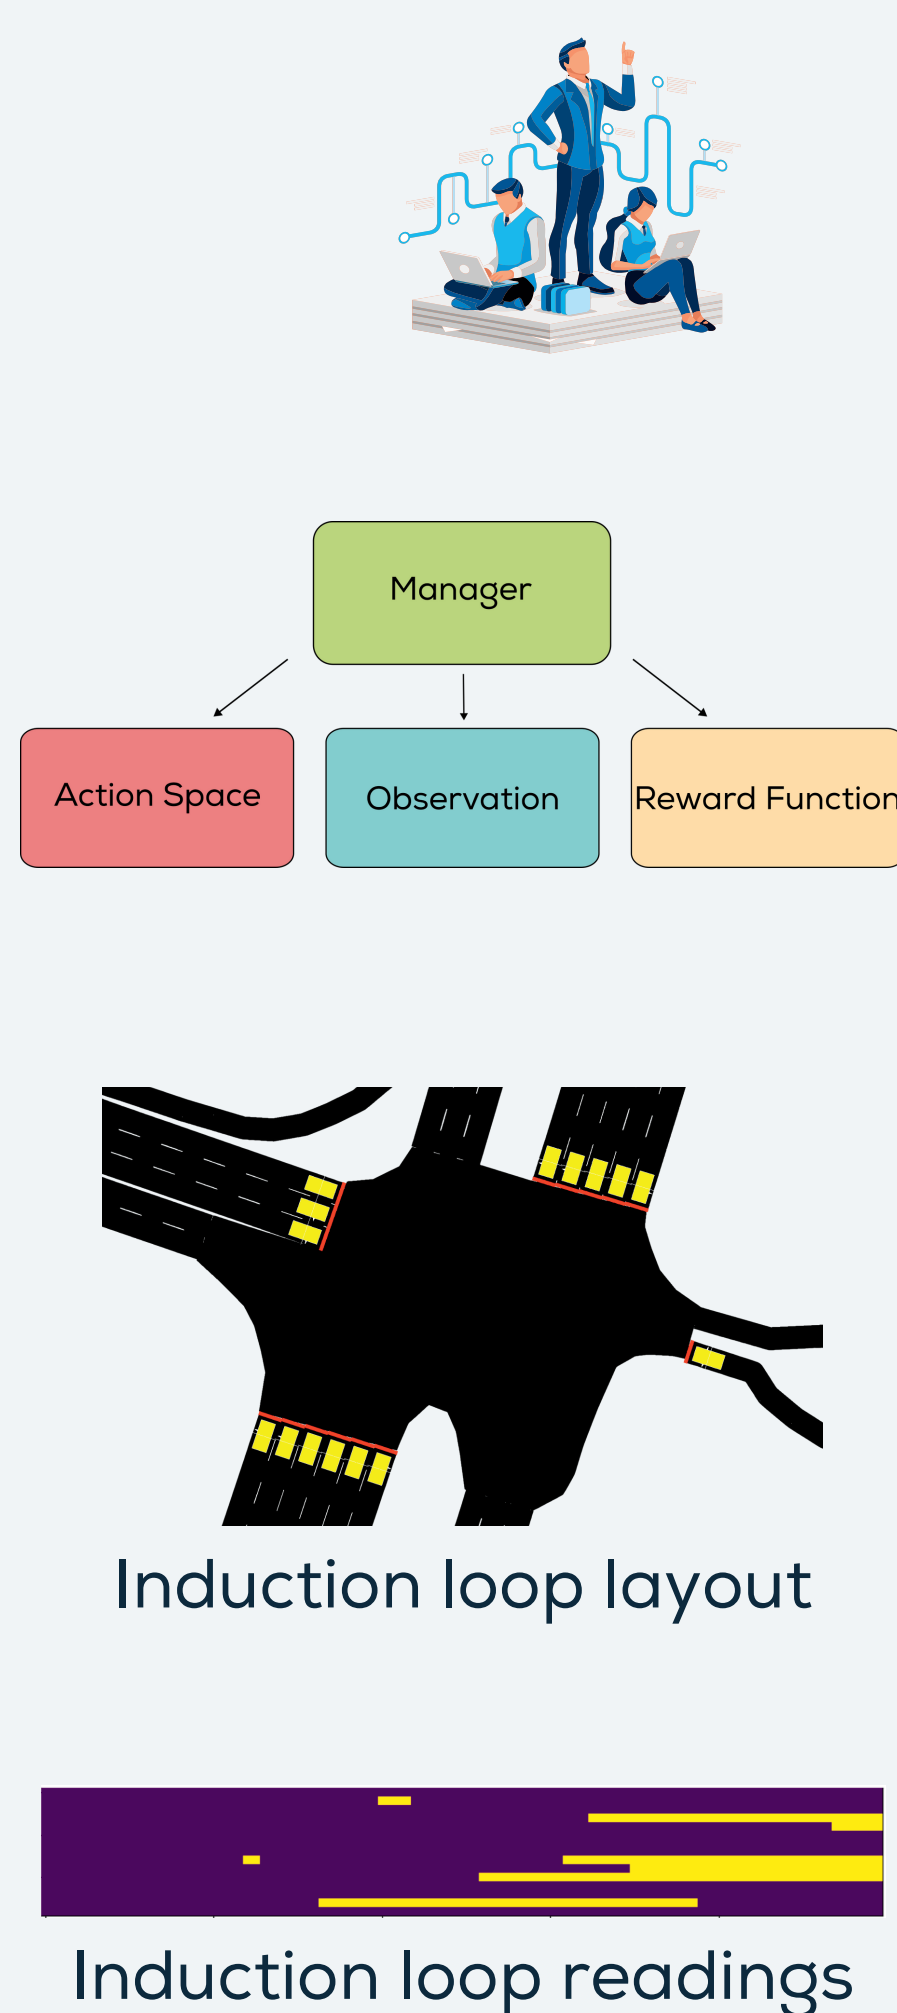 Manager
Action Space
Observation
Reward Function
Induction loop layout
Induction loop readings